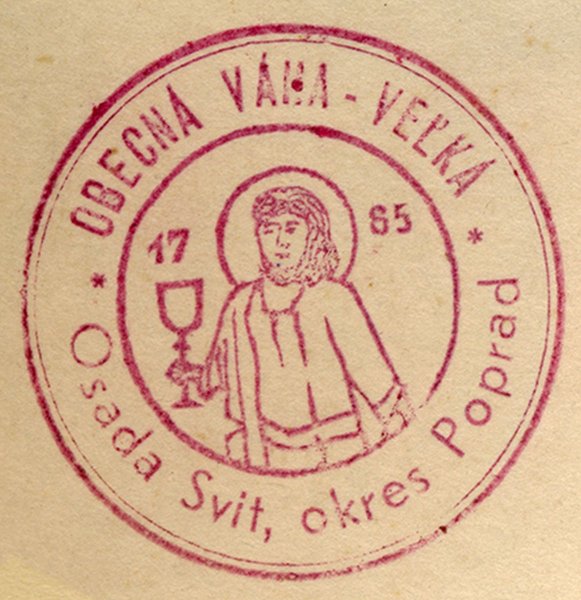 * OBECNÁ VÁHA - VEĽKÁ *
17 65
Osada Svit, okres Poprad